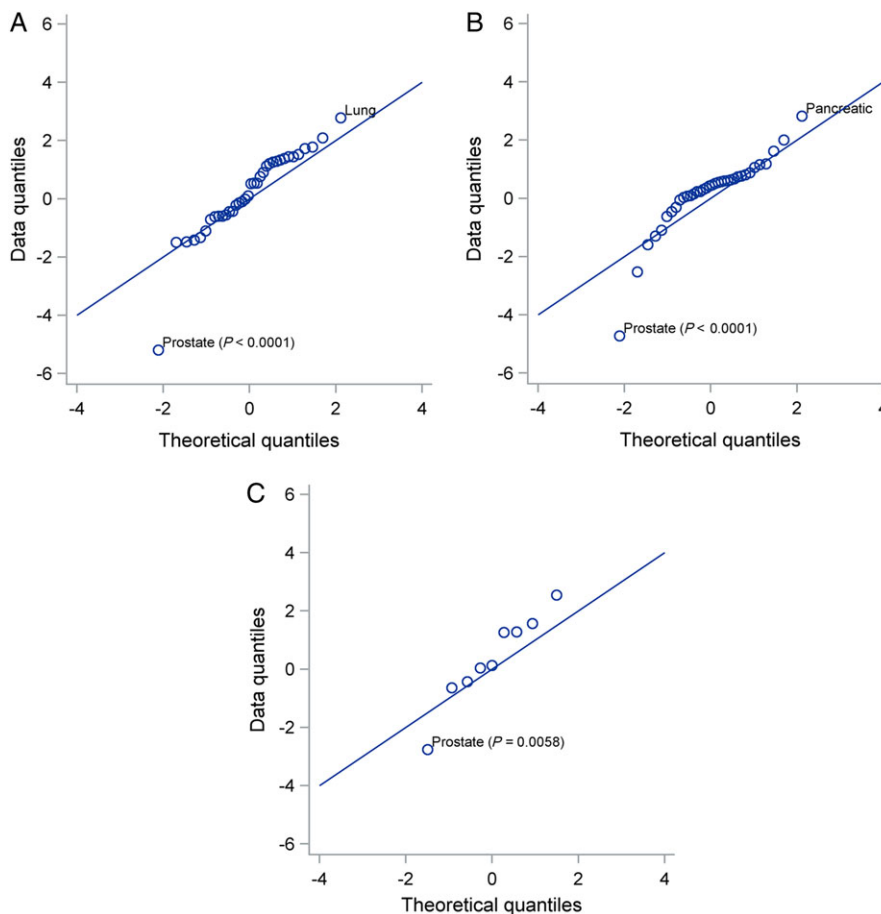 A
6
4
2
0
-2
-4
-6
Data quantiles
Lung
Prostate (P < 0.0001)
-4 -2 0 2 4
Theoretical quantiles
B
6
4
2
0
-2
-4
-6
Data quantiles
Pancreatic
Prostate (P < 0.0001)
-4 -2 0 2 4
Theoretical quantiles
C
6
4
2
0
-2
-4
-6
Data quantiles
Prostate (P = 0.0058)
-4 -2 0 2 4
Theoretical quantiles